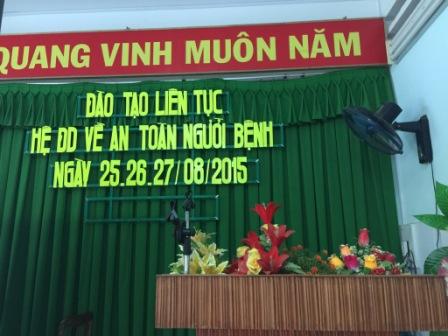 QUANG VINH MUÔN NĂM
ĐÀO TẠO LIÊN TỤC
HỆ ĐD VỀ AN TOÀN NGƯỜI BỆNH
NGÀY 25.26.27/08/2015